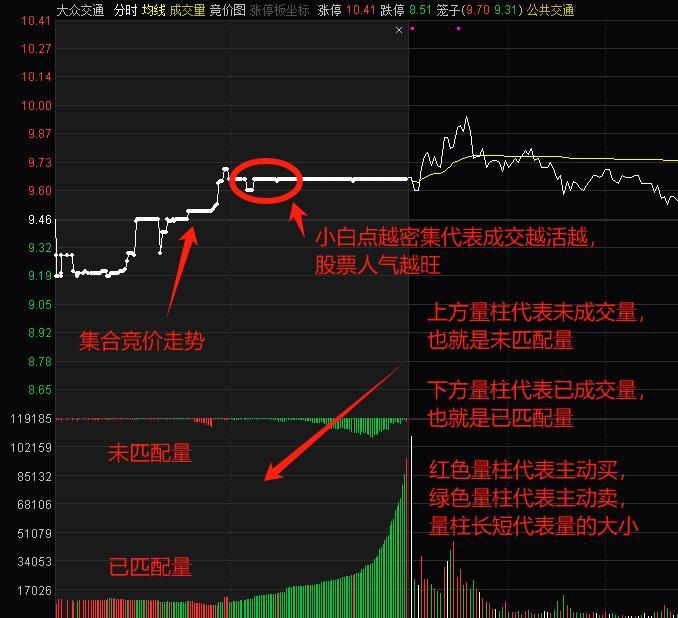 大众交通 分时 均线 成交量 竞价图 涨停板坐标 涨停 10.41 跌停 8.51 笼子(9.70 9.31) 公共交通
10.41
10.27
10.14
10.00
9.87
9.73
9.60
9.46
9.32
9.19
9.05
8.92
8.78
8.65
119185
102159
85132
68106
51079
34053
17026
小白点越密集代表成交越活越,
股票人气越旺
集合竞价走势
上方量柱代表未成交量,
也就是未匹配量
下方量柱代表已成交量,
也就是已匹配量
未匹配量
红色量柱代表主动买,
绿色量柱代表主动卖,
量柱长短代表量的大小
已匹配量